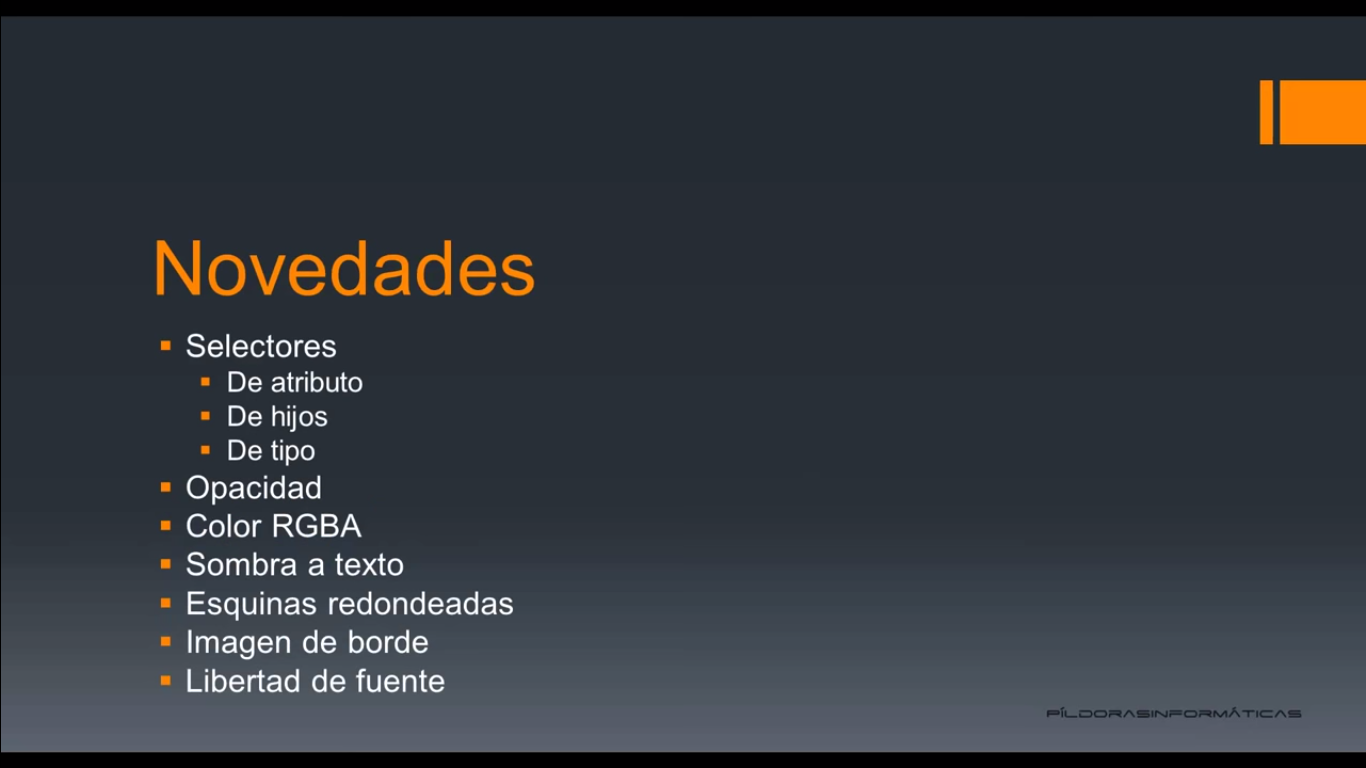 Novedades
Selectores
De atributo
De hijos
De tipo
Opacidad
Color RGBA
Sombra a texto
Esquinas redondeadas
Imagen de borde
Libertad de fuente
PÍLDORASINFORMÁTICAS